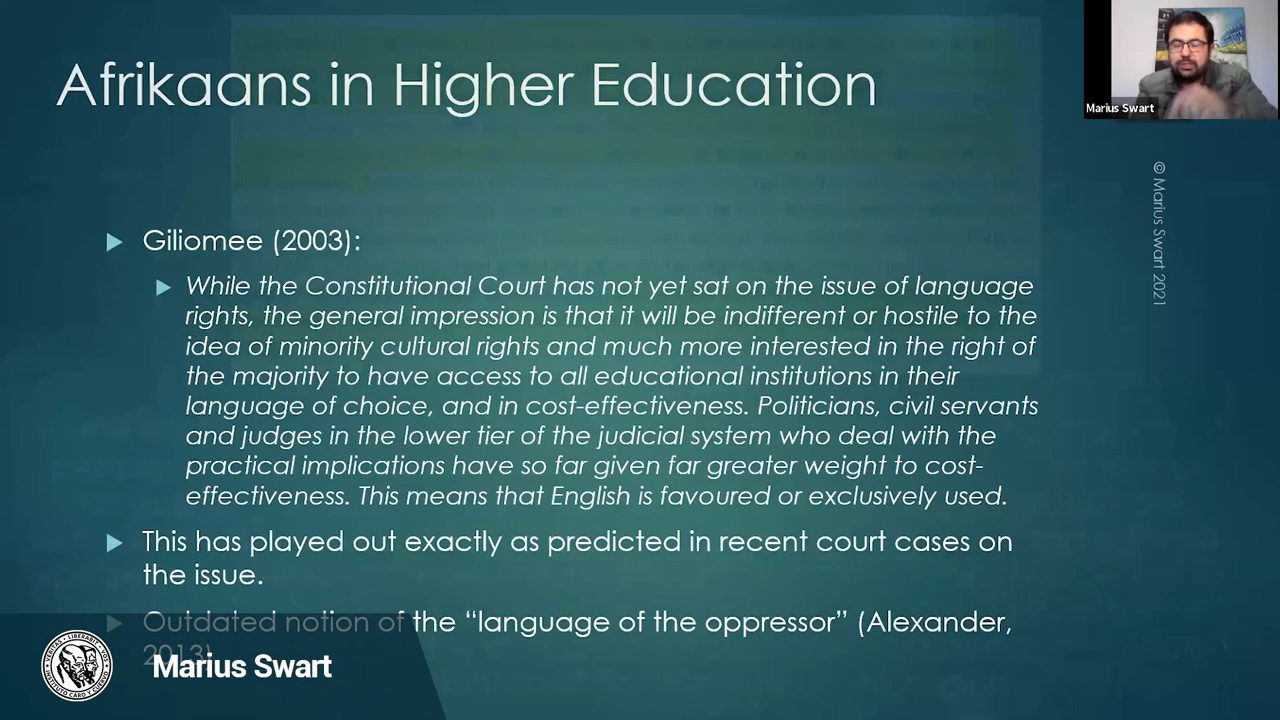 Afrikaans in Higher Education
Marius Swart
© Marius Swart 2021
Giliomee (2003):
While the Constitutional Court has not yet sat on the issue of language
rights, the general impression is that it will be indifferent or hostile to the
idea of minority cultural rights and much more interested in the right of
the majority to have access to all educational institutions in their
language of choice, and in cost-effectiveness. Politicians, civil servants
and judges in the lower tier of the judicial system who deal with the
practical implications have so far given far greater weight to cost-
effectiveness. This means that English is favoured or exclusively used.
This has played out exactly as predicted in recent court cases on
the issue.
Outdated notion of the “language of the oppressor” (Alexander,
2013)
Marius Swart